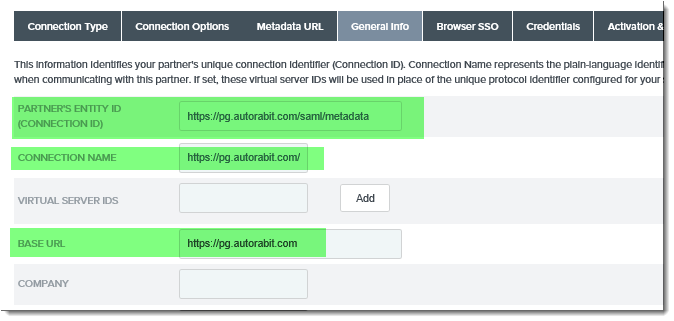 Connection Type Connection Options Metadata URL General Info Browser SSO Credentials Activation &
This information identifies your partner's unique connection identifier (Connection ID). Connection Name represents the plain-language
when communicating with this partner. If set, these virtual server IDs will be used in place of the unique protocol identifier configured for your
PARTNER'S ENTITY ID
(CONNECTION ID)
https://pg.autorabit.com/saml/metadata
CONNECTION NAME https://pg.autorabit.com/
VIRTUAL SERVER IDS Add
BASE URL https://pg.autorabit.com
COMPANY